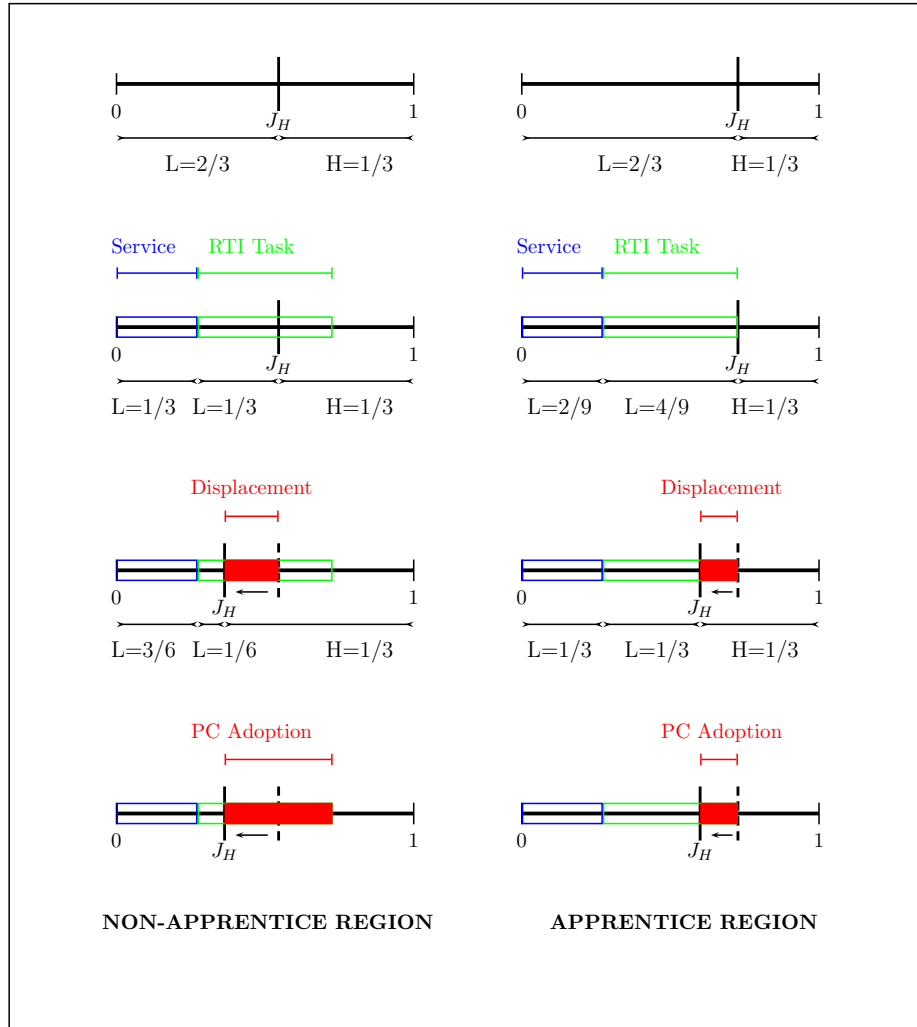 0 1 0 1
J_H J_H
L=2/3 H=1/3 L=2/3 H=1/3
Service RTI Task Service RTI Task
0 1 0 1
J_H J_H
L=1/3 L=1/3 H=1/3 L=2/9 L=4/9 H=1/3
Displacement Displacement
0 1 0 1
J_H J_H
L=3/6 L=1/6 H=1/3 L=1/3 L=1/3 H=1/3
PC Adoption PC Adoption
0 1 0 1
J_H J_H
NON-APPRENTICE REGION APPRENTICE REGION